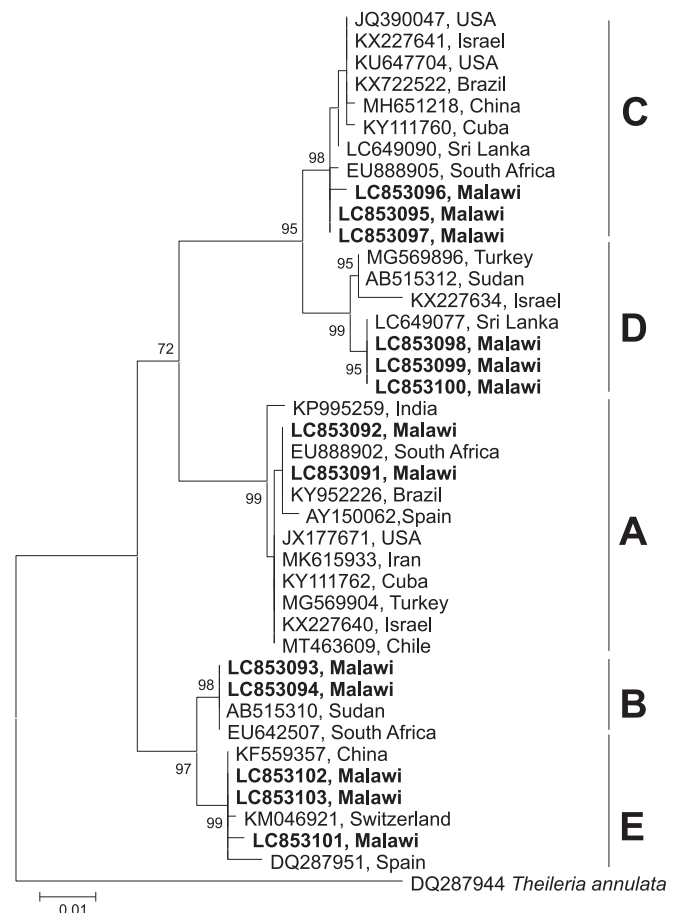 JQ390047, USA
KX227641, Israel
KU647704, USA
KX722522, Brazil
MH651218, China
KY111760, Cuba
LC649090, Sri Lanka
98
EU888905, South Africa
LC853096, Malawi
LC853095, Malawi
LC853097, Malawi
C
95
MG569896, Turkey
95
AB515312, Sudan
KX227634, Israel
99
LC649077, Sri Lanka
LC853098, Malawi
LC853099, Malawi
95
LC853100, Malawi
D
72
KP995259, India
LC853092, Malawi
EU888902, South Africa
LC853091, Malawi
99
KY952226, Brazil
AY150062,Spain
JX177671, USA
MK615933, Iran
KY111762, Cuba
MG569904, Turkey
KX227640, Israel
MT463609, Chile
A
LC853093, Malawi
98
LC853094, Malawi
AB515310, Sudan
EU642507, South Africa
B
97
KF559357, China
LC853102, Malawi
LC853103, Malawi
99
KM046921, Switzerland
LC853101, Malawi
DQ287951, Spain
E
DQ287944 Theileria annulata
0.01